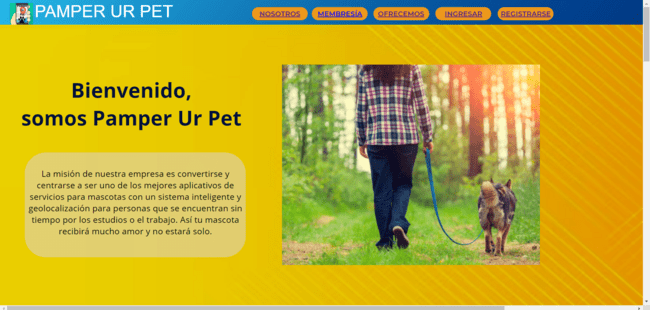 PAMPER UR PET
NOSOTROS
MEMBRESÍA
OFRECEMOS
INGRESAR
REGISTRARSE
Bienvenido,
somos Pamper Ur Pet
La misión de nuestra empresa es convertirse y
centrarse a ser uno de los mejores aplicativos de
servicios para mascotas con un sistema inteligente y
geolocalización para personas que se encuentran sin
tiempo por los estudios o el trabajo. Así tu mascota
recibirá mucho amor y no estará solo.